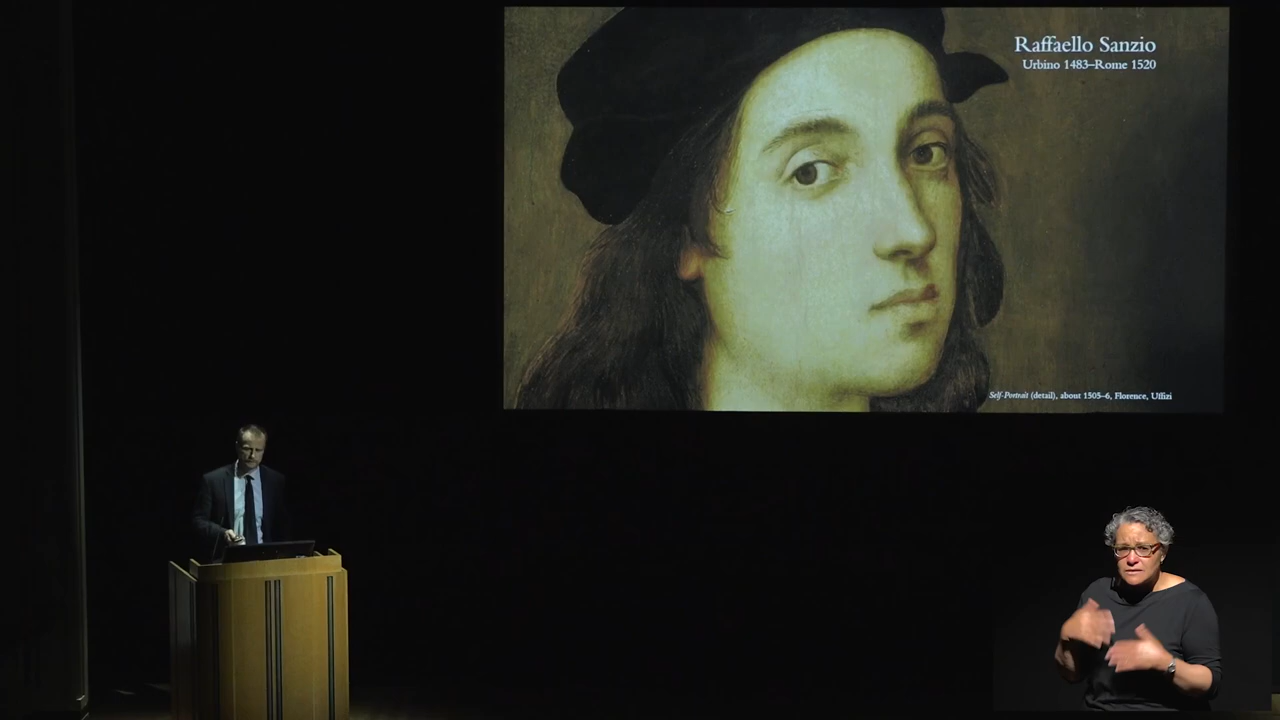 Raffaello Sanzio
Urbino 1483–Rome 1520
Self-Portrait (detail), about 1505–6, Florence, Uffizi